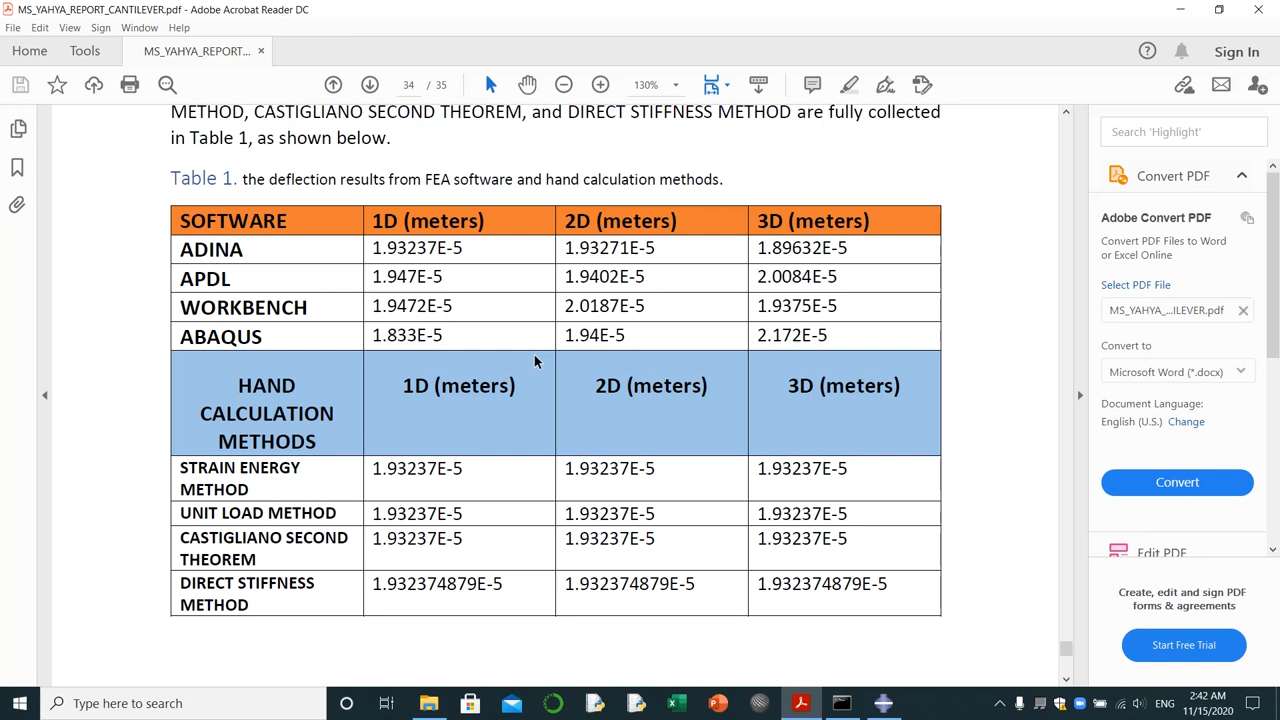 MS_YAHYA_REPORT_CANTILEVER.pdf - Adobe Acrobat Reader DC
File Edit View Sign Window Help
Home Tools MS_YAHYA_REPORT... × ? Sign In
34 / 35 130%
METHOD, CASTIGLIANO SECOND THEOREM, and DIRECT STIFFNESS METHOD are fully collected
in Table 1, as shown below.
Table 1. the deflection results from FEA software and hand calculation methods.
SOFTWARE 1D (meters) 2D (meters) 3D (meters)
ADINA 1.93237E-5 1.93271E-5 1.89632E-5
APDL 1.947E-5 1.9402E-5 2.0084E-5
WORKBENCH 1.9472E-5 2.0187E-5 1.9375E-5
ABAQUS 1.833E-5 1.94E-5 2.172E-5
HAND
CALCULATION
METHODS
1D (meters) 2D (meters) 3D (meters)
STRAIN ENERGY
METHOD
1.93237E-5 1.93237E-5 1.93237E-5
UNIT LOAD METHOD 1.93237E-5 1.93237E-5 1.93237E-5
CASTIGLIANO SECOND
THEOREM
1.93237E-5 1.93237E-5 1.93237E-5
DIRECT STIFFNESS
METHOD
1.932374879E-5 1.932374879E-5 1.932374879E-5
Search 'Highlight'
Convert PDF
Adobe Convert PDF
Convert PDF Files to Word
or Excel Online
Select PDF File
MS_YAHYA_...ILEVER.pdf
Convert to
Microsoft Word (*.docx)
Document Language:
English (U.S.) Change
Convert
Edit PDF
Create, edit and sign PDF
forms & agreements
Start Free Trial
Type here to search
ENG
2:42 AM
11/15/2020